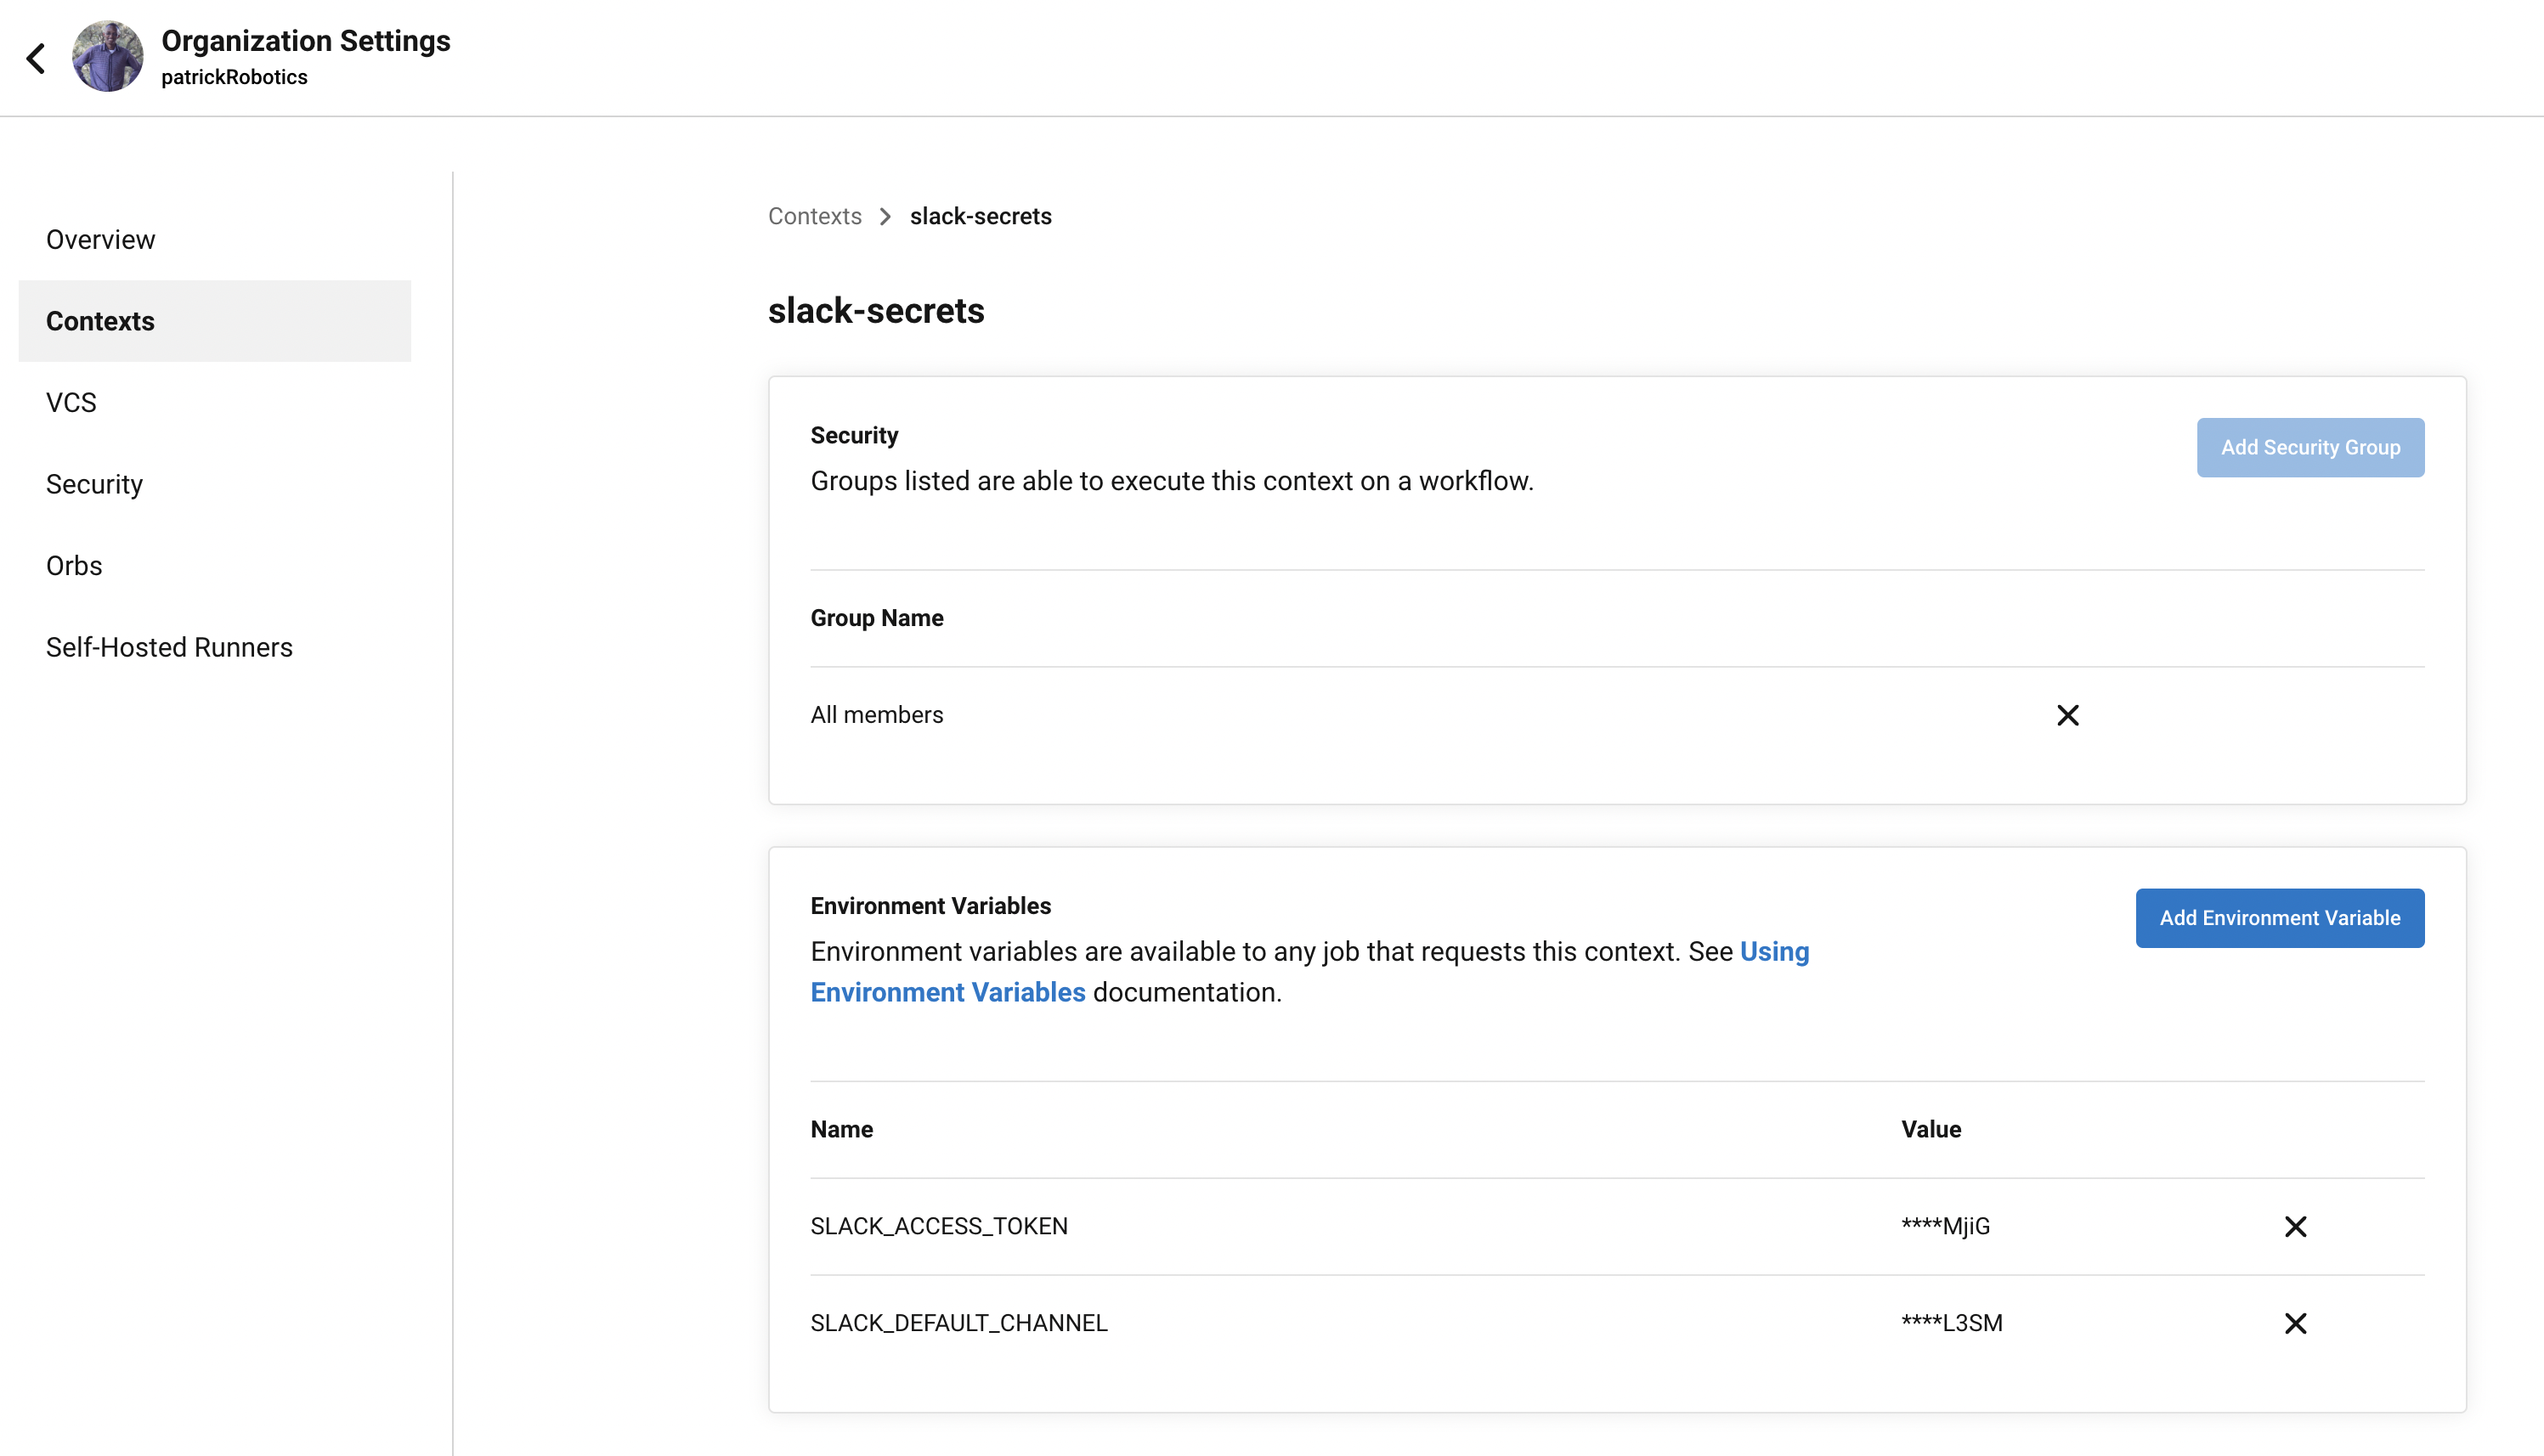 Organization Settings
patrickRobotics
Overview
Contexts
VCS
Security
Orbs
Self-Hosted Runners
Contexts > slack-secrets
slack-secrets
Security
Add Security Group
Groups listed are able to execute this context on a workflow.
Group Name
All members
Environment Variables
Add Environment Variable
Environment variables are available to any job that requests this context. See Using
Environment Variables documentation.
Name Value
SLACK_ACCESS_TOKEN ****MjiG
SLACK_DEFAULT_CHANNEL ****L3SM